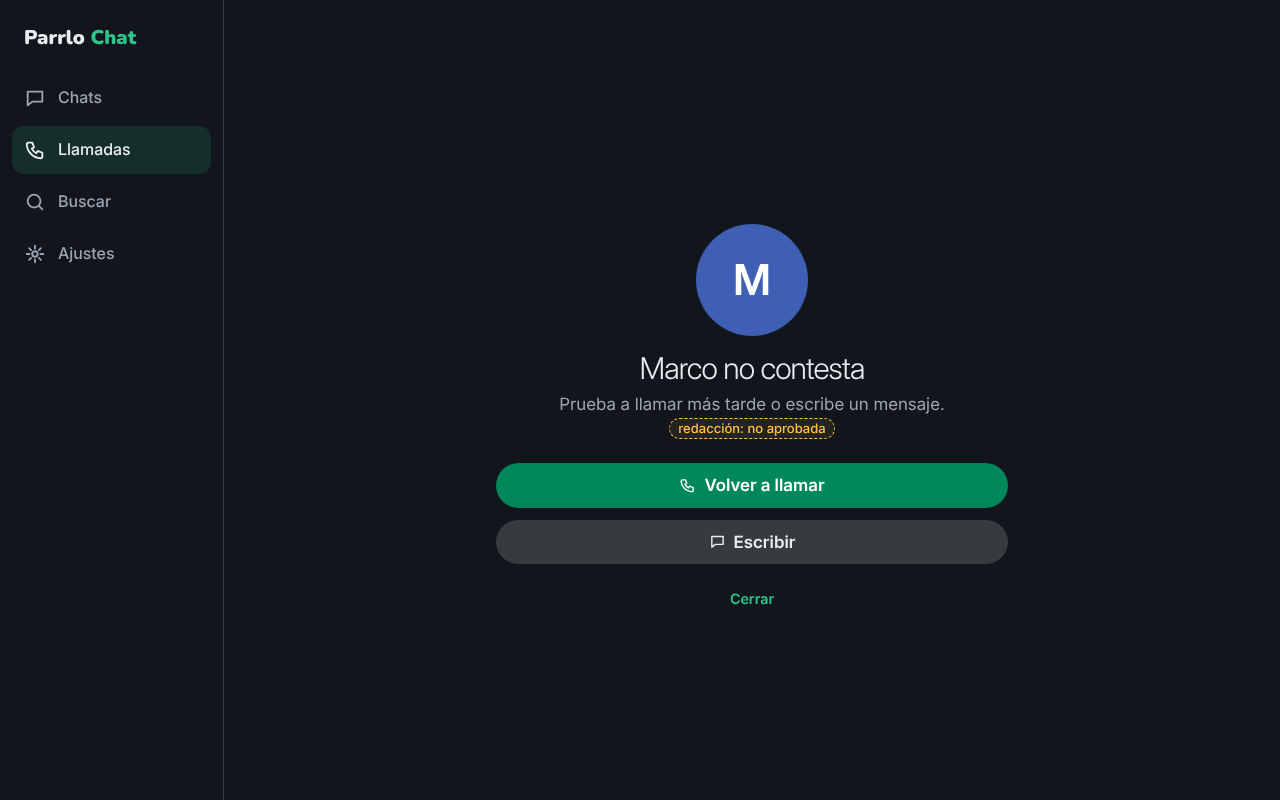 Parrlo Chat
Chats
Llamadas
Buscar
Ajustes
M
Marco no contesta
Prueba a llamar más tarde o escribe un mensaje.
redacción: no aprobada
Volver a llamar
Escribir
Cerrar